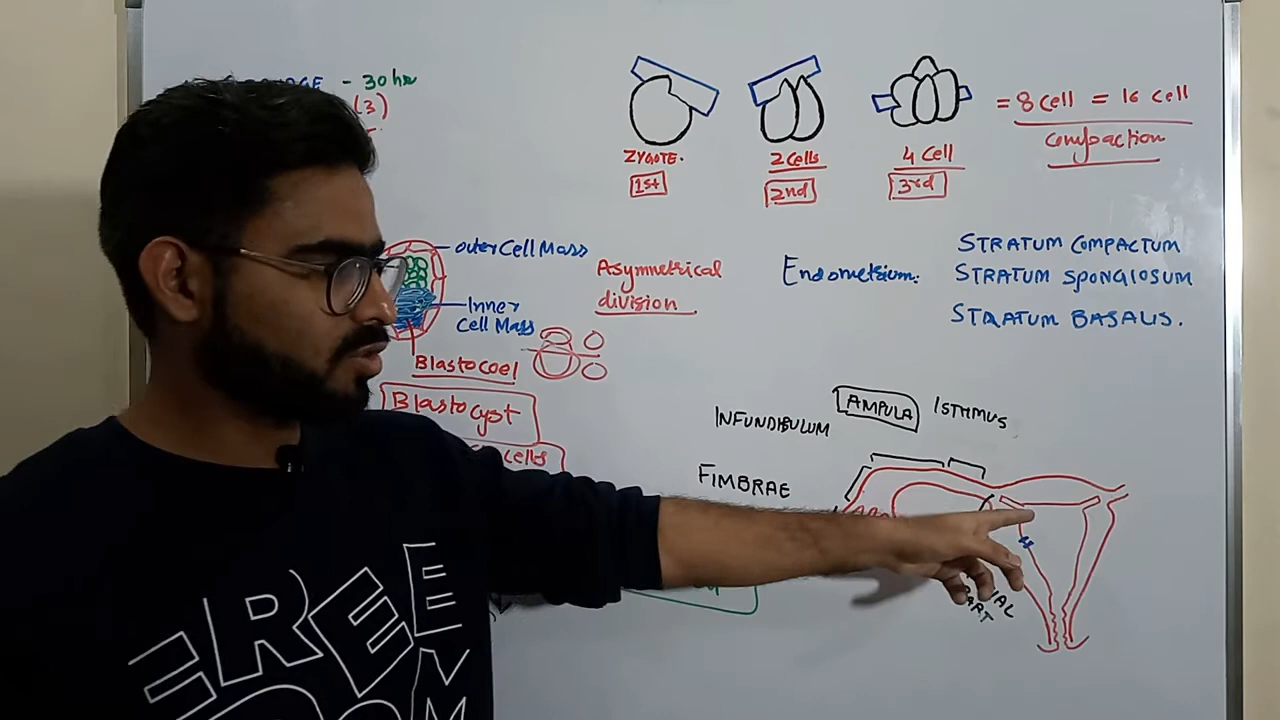 - 30 hr
(3)
ZYGOTE.
1st
2 Cells
2nd
4 Cell
3rd
= 8 Cell = 16 Cell
Compaction
outer Cell Mass
Inner
Cell Mass
Blastocoel
Blastocyst
Cells
Asymmetrical
division
Endometrium:
STRATUM COMPACTUM
STRATUM SPONGIOSUM
STRATUM BASALIS.
INFUNDIBULUM
AMPULA
ISTHMUS
FIMBRAE
PART
FREE